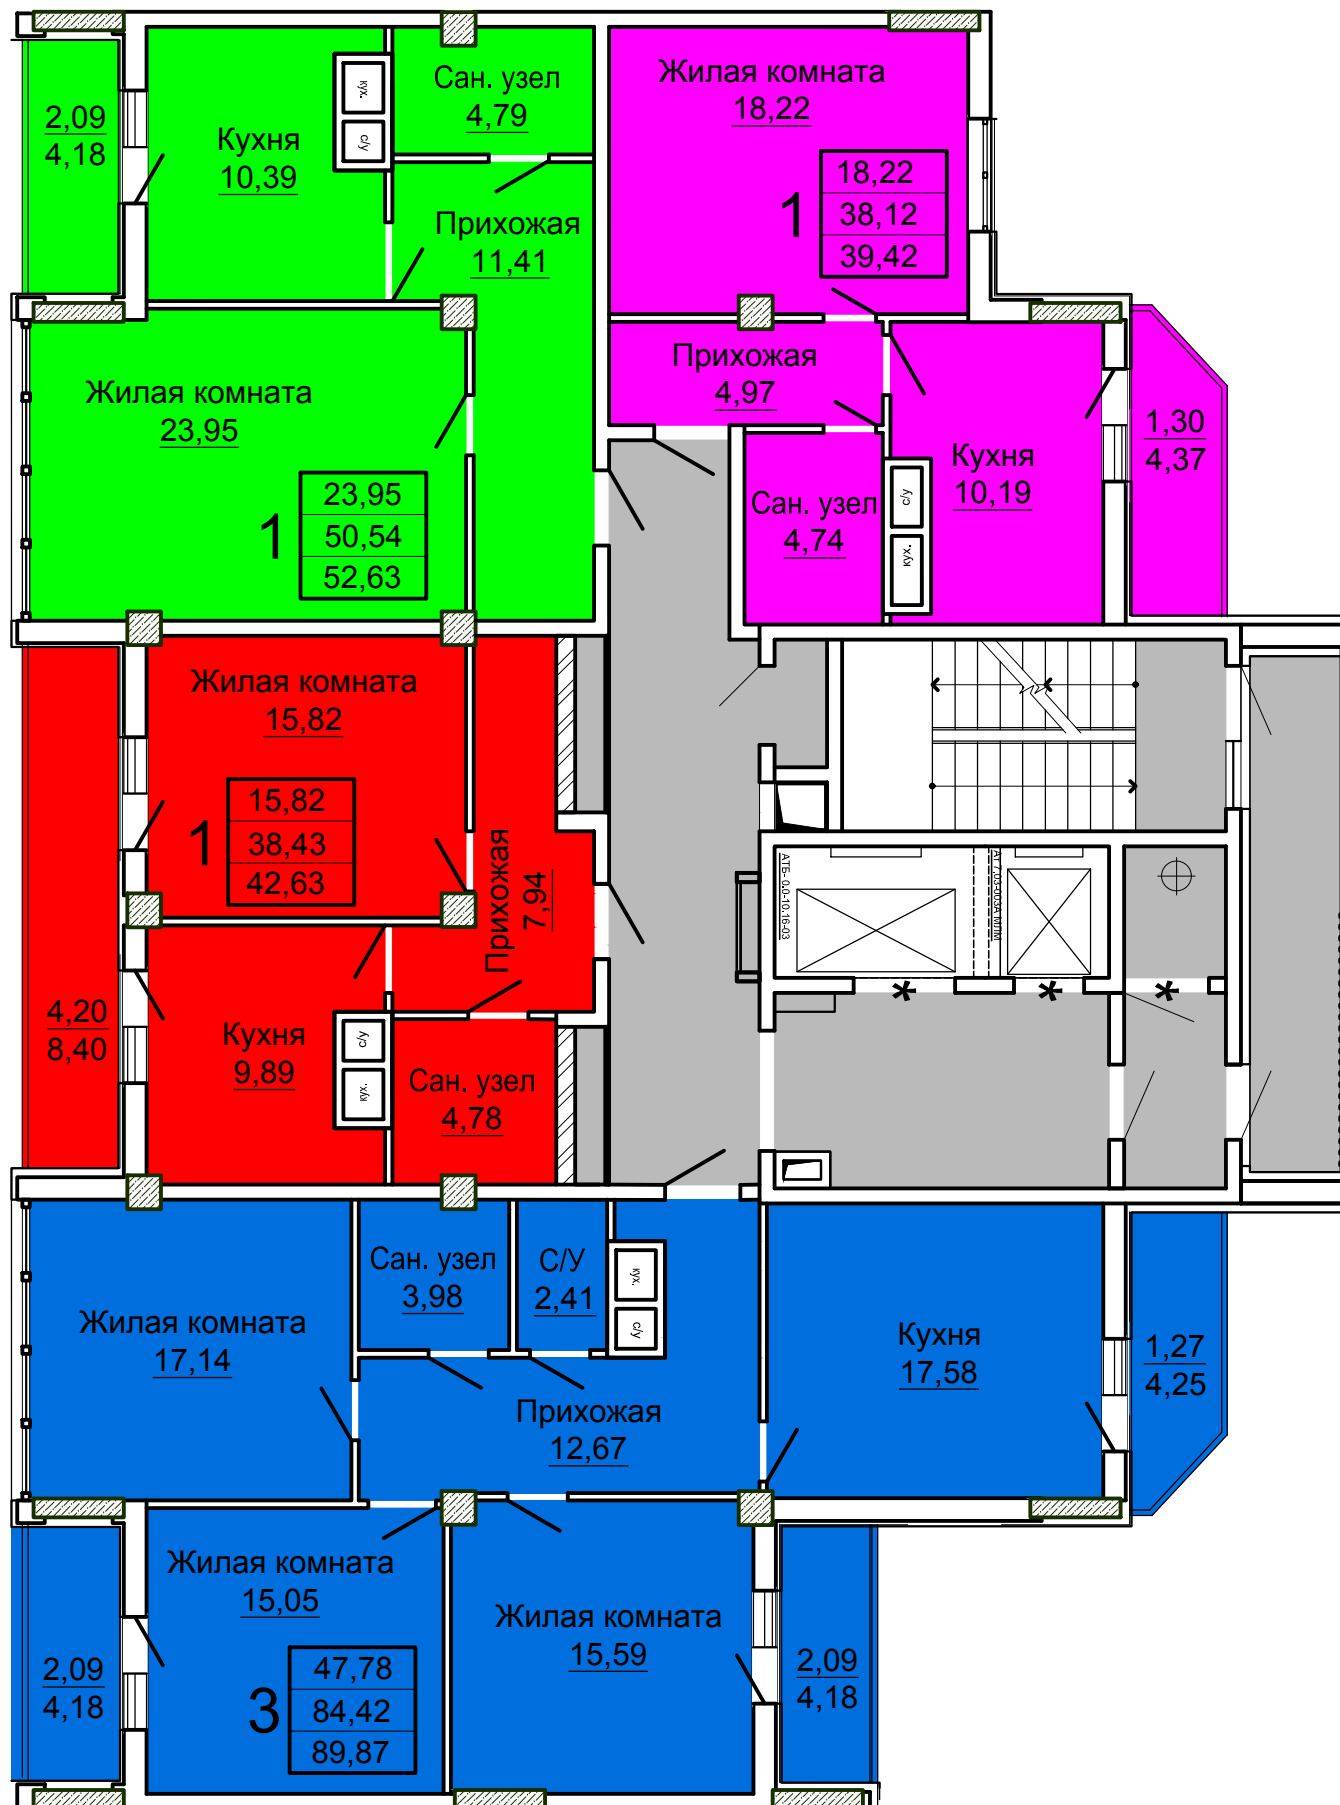 2,09
4,18
Кухня
10,39
кух.
с/у
Сан. узел
4,79
Прихожая
11,41
Жилая комната
23,95
1
23,95
50,54
52,63
Жилая комната
18,22
1
18,22
38,12
39,42
Прихожая
4,97
Сан. узел
4,74
с/у
кух.
Кухня
10,19
1,30
4,37
Жилая комната
15,82
1
15,82
38,43
42,63
Прихожая
7,94
4,20
8,40
Кухня
9,89
с/у
кух.
Сан. узел
4,78
*
*
*
Жилая комната
17,14
Сан. узел
3,98
С/У
2,41
кух.
с/у
Прихожая
12,67
Кухня
17,58
1,27
4,25
Жилая комната
15,05
3
47,78
84,42
89,87
2,09
4,18
Жилая комната
15,59
2,09
4,18